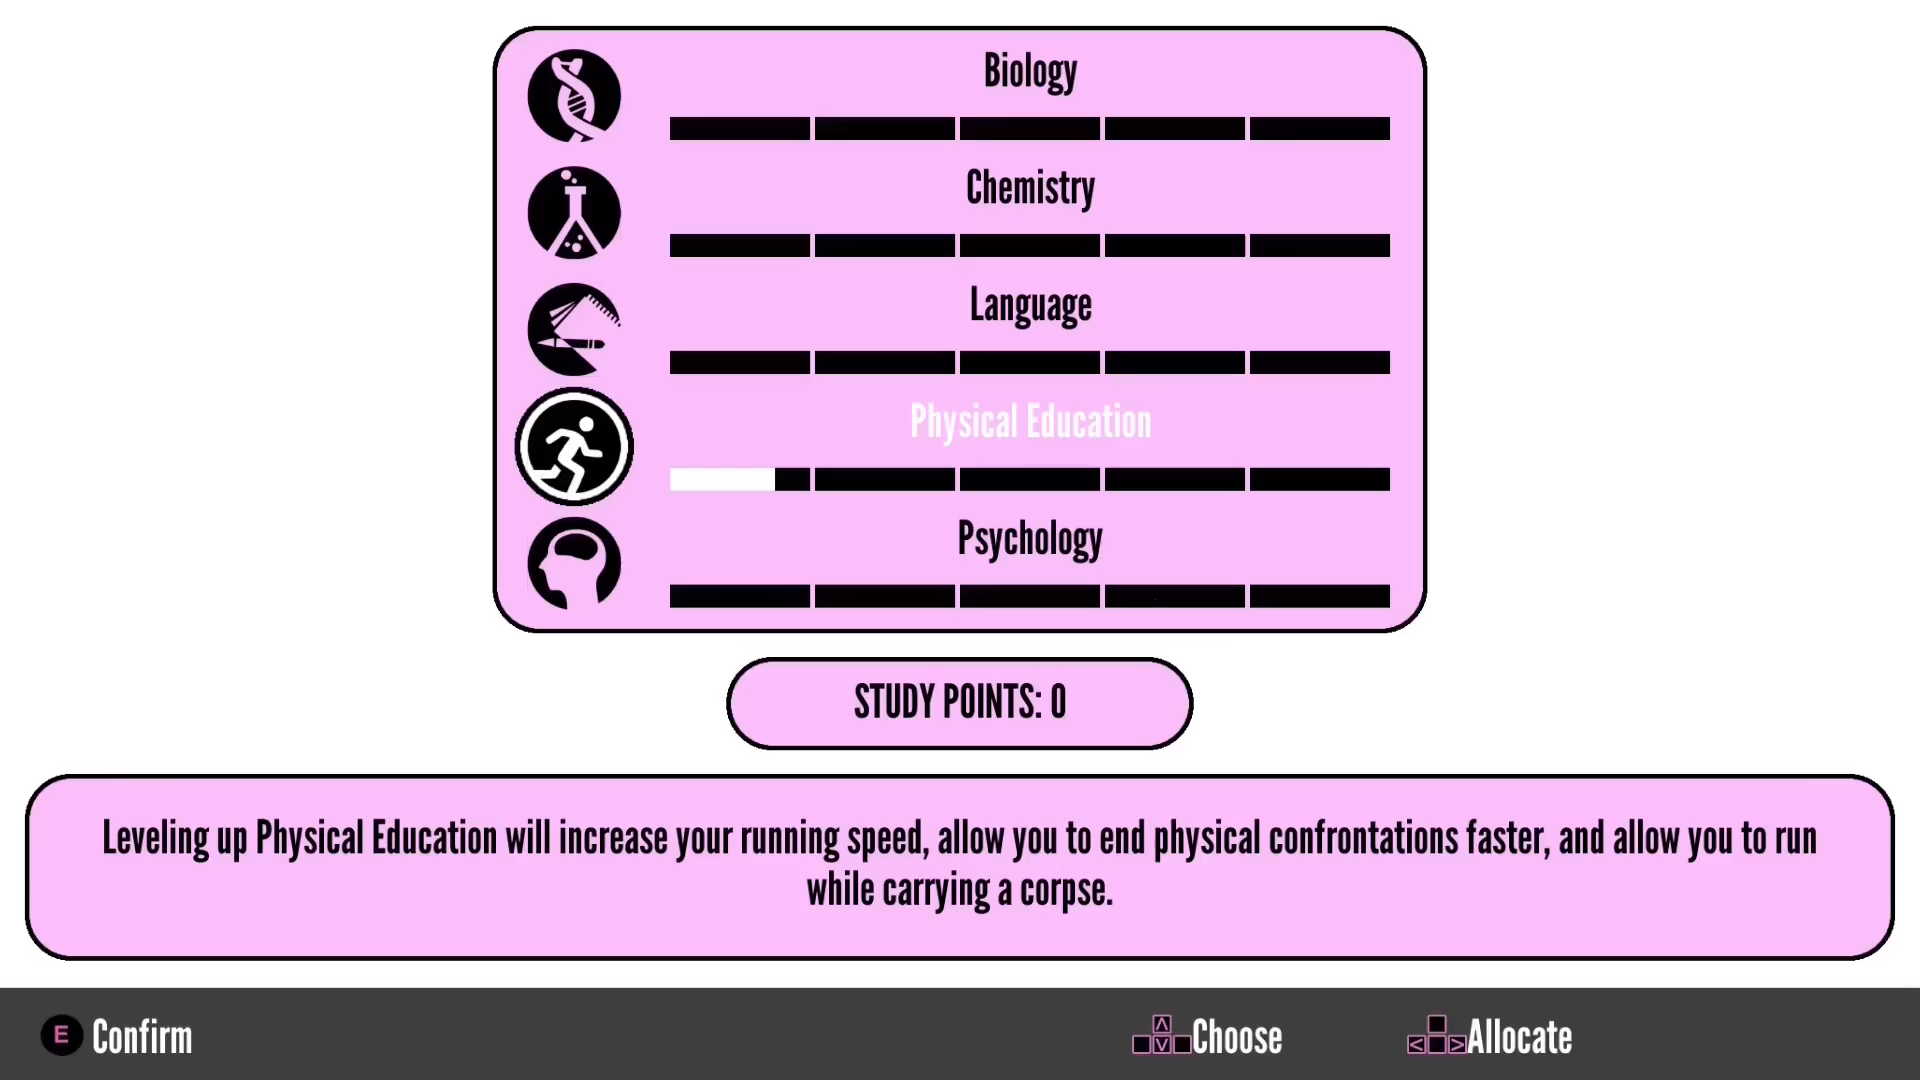 Biology
Chemistry
Language
Physical Education
Psychology
STUDY POINTS: 0
Leveling up Physical Education will increase your running speed, allow you to end physical confrontations faster, and allow you to run
while carrying a corpse.
E Confirm
Choose
Allocate